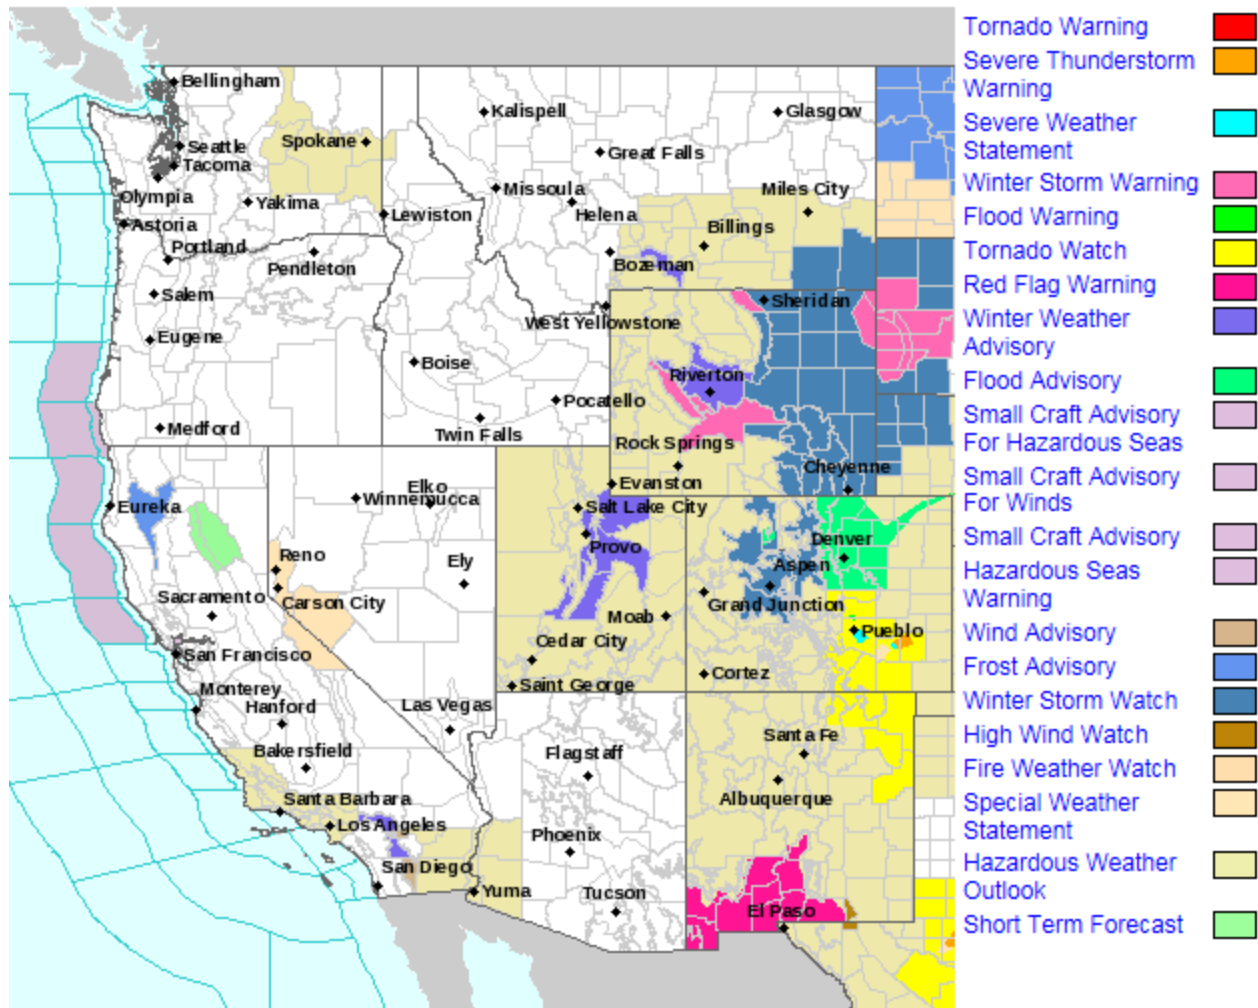 Bellingham
Kalispell
Glasgow
Spokane
Seattle
Great Falls
Tacoma
Missoula
Miles City
Olympia
Yakima
Helena
Lewiston
Astoria
Billings
Portland
Pendleton
Bozeman
Salem
Sheridan
West Yellowstone
Eugene
Boise
Riverton
Pocatello
Medford
Twin Falls
Rock Springs
Cheyenne
Evanston
Elko
Winnemucca
Eureka
Salt Lake City
Denver
Provo
Reno
Ely
Aspen
Sacramento
Carson City
Grand Junction
Moab
Pueblo
Cedar City
San Francisco
Cortez
Saint George
Monterey
Hanford
Las Vegas
Santa Fe
Bakersfield
Flagstaff
Santa Barbara
Albuquerque
Los Angeles
Phoenix
San Diego
Yuma
Tucson
El Paso
Tornado Warning
Severe Thunderstorm
Warning
Severe Weather
Statement
Winter Storm Warning
Flood Warning
Tornado Watch
Red Flag Warning
Winter Weather
Advisory
Flood Advisory
Small Craft Advisory
For Hazardous Seas
Small Craft Advisory
For Winds
Small Craft Advisory
Hazardous Seas
Warning
Wind Advisory
Frost Advisory
Winter Storm Watch
High Wind Watch
Fire Weather Watch
Special Weather
Statement
Hazardous Weather
Outlook
Short Term Forecast